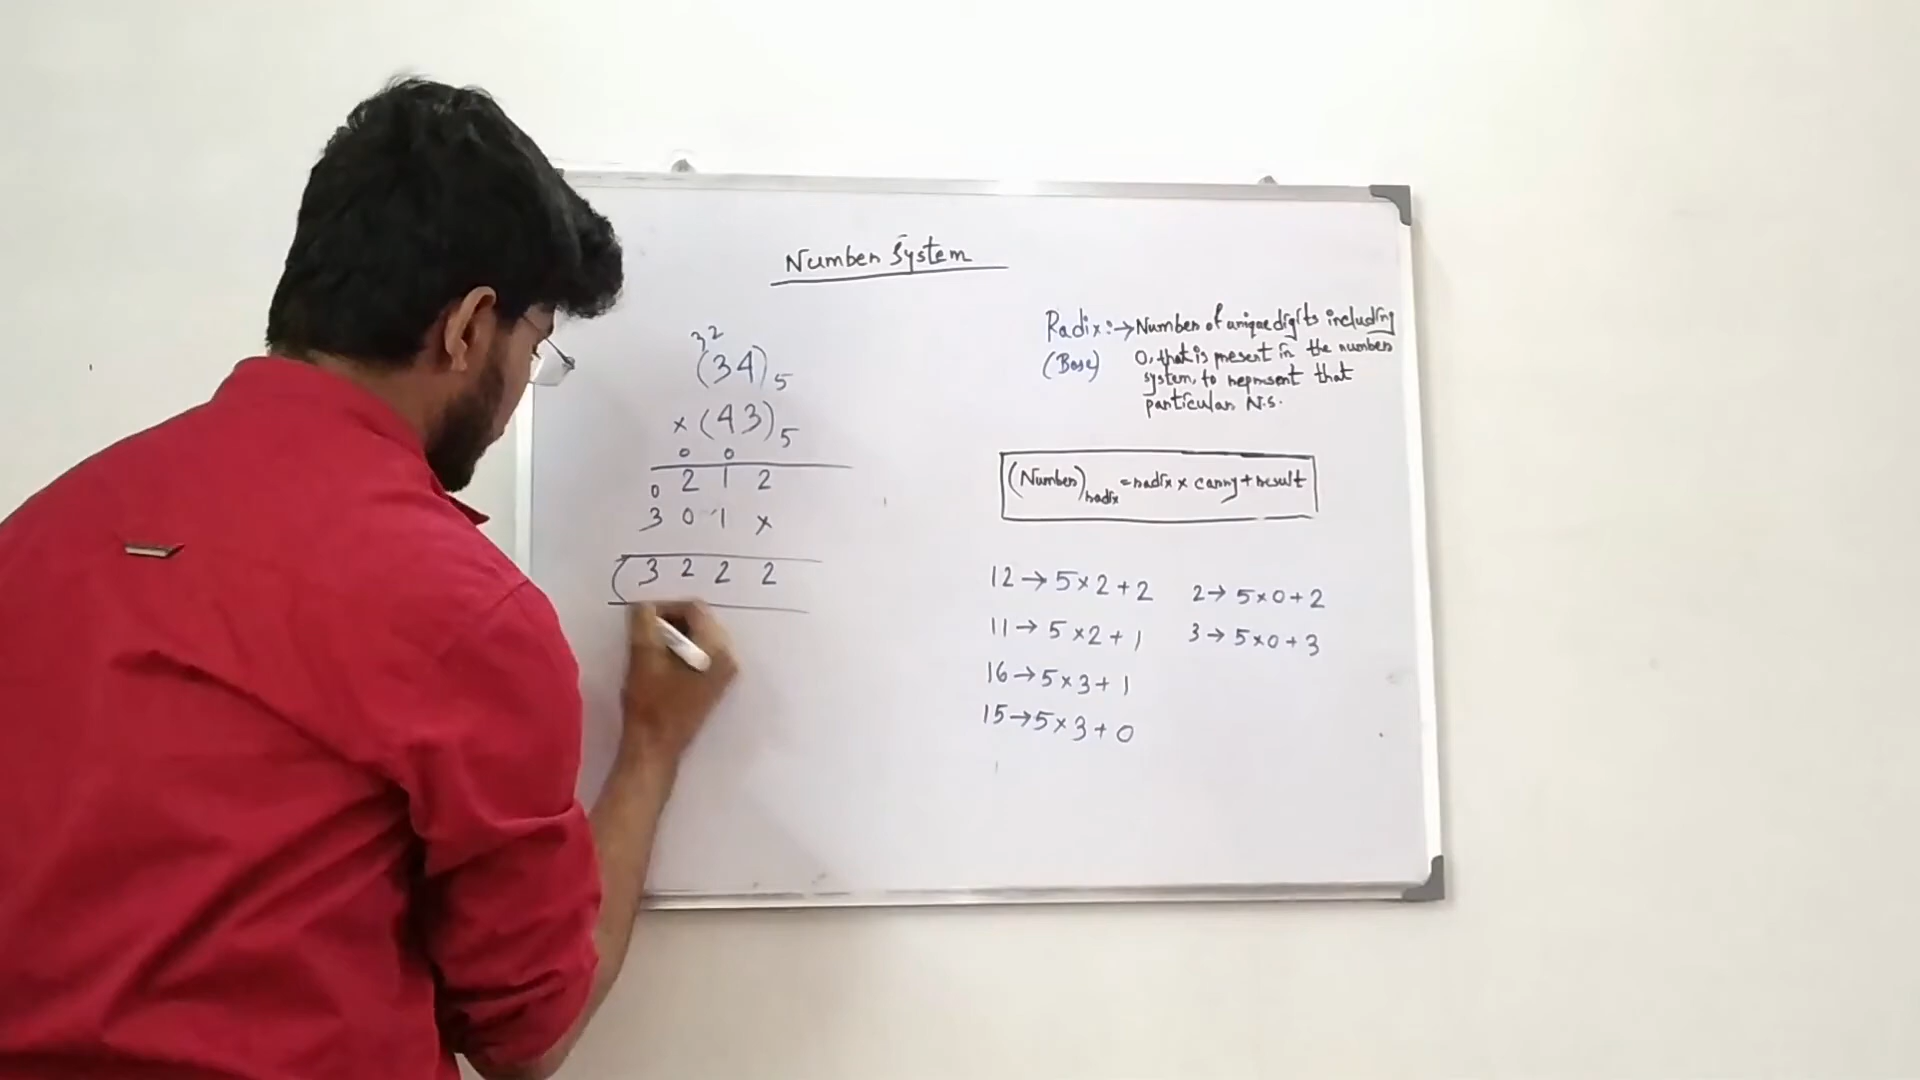 Number System
3 2
(34)5
× (43)5
0 0
2 1 2
0
3 0 1 ×
(3 2 2 2
Radix :→ Number of unique digits including
(Base) 0, that is present in the number
system, to represent that
particular N.S.
(Number)radix = radix × carry + result
12 → 5 × 2 + 2
11 → 5 × 2 + 1
16 → 5 × 3 + 1
15 → 5 × 3 + 0
2 → 5 × 0 + 2
3 → 5 × 0 + 3